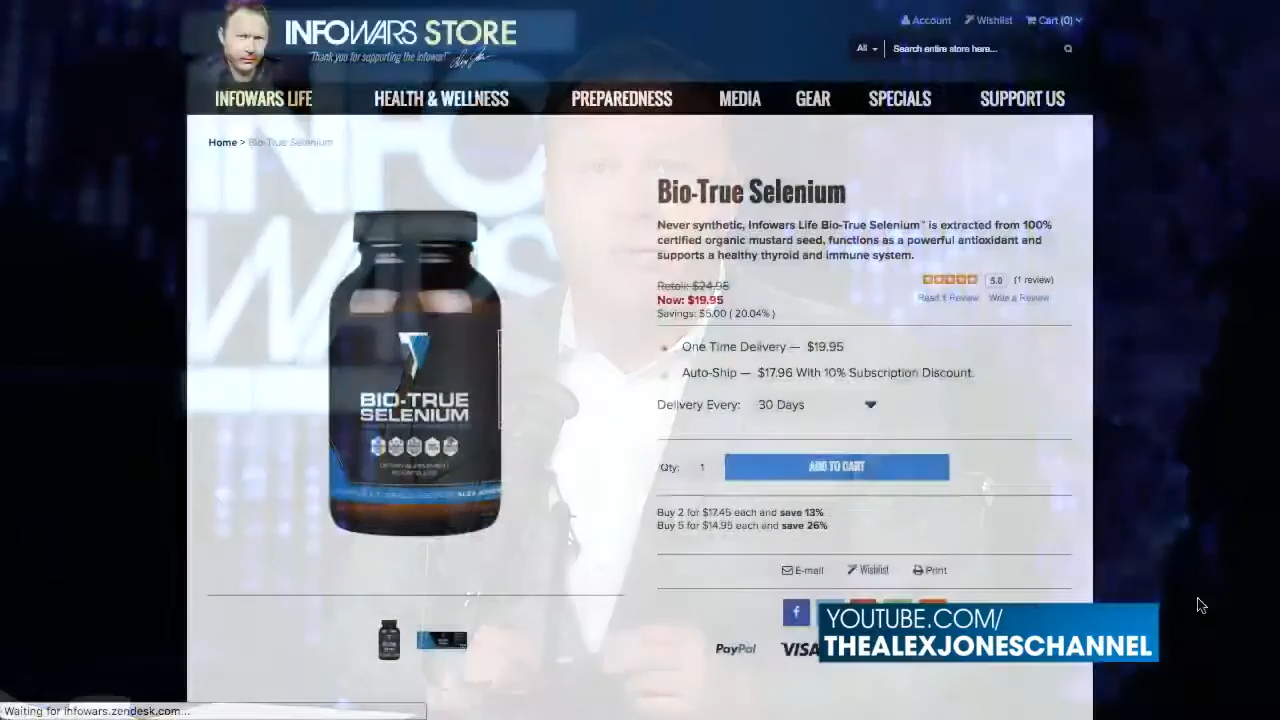 INFOWARS STORE
"Thank you for supporting the infowar!"
Account
Wishlist
Cart (0)
All
Search entire store here...
INFOWARS LIFE
HEALTH & WELLNESS
PREPAREDNESS
MEDIA
GEAR
SPECIALS
SUPPORT US
Home > Bio-True Selenium
Bio-True Selenium
Never synthetic, Infowars Life Bio-True Selenium™ is extracted from 100%
certified organic mustard seed, functions as a powerful antioxidant and
supports a healthy thyroid and immune system.
Retail: $24.95
Now: $19.95
Savings: $5.00 ( 20.04% )
5.0 (1 review)
Read 1 Review Write a Review
One Time Delivery — $19.95
Auto-Ship — $17.96 With 10% Subscription Discount.
Delivery Every: 30 Days
Qty: 1 ADD TO CART
Buy 2 for $17.45 each and save 13%
Buy 5 for $14.95 each and save 26%
E-mail Wishlist Print
f
PayPal VISA
BIO-TRUE
SELENIUM
DIETARY SUPPLEMENT
YOUTUBE.COM/
THEALEXJONESCHANNEL
Waiting for infowars.zendesk.com...